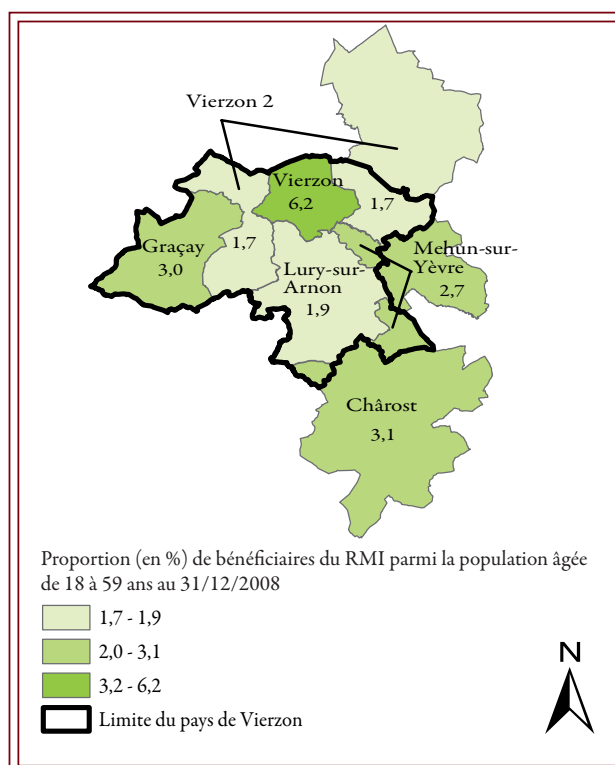 Vierzon 2
Vierzon
6,2
1,7
Graçay
3,0
1,7
Mehun-sur-
Yèvre
2,7
Lury-sur-
Arnon
1,9
Chârost
3,1
Proportion (en %) de bénéficiaires du RMI parmi la population âgée
de 18 à 59 ans au 31/12/2008
1,7 - 1,9
2,0 - 3,1
3,2 - 6,2
Limite du pays de Vierzon
N